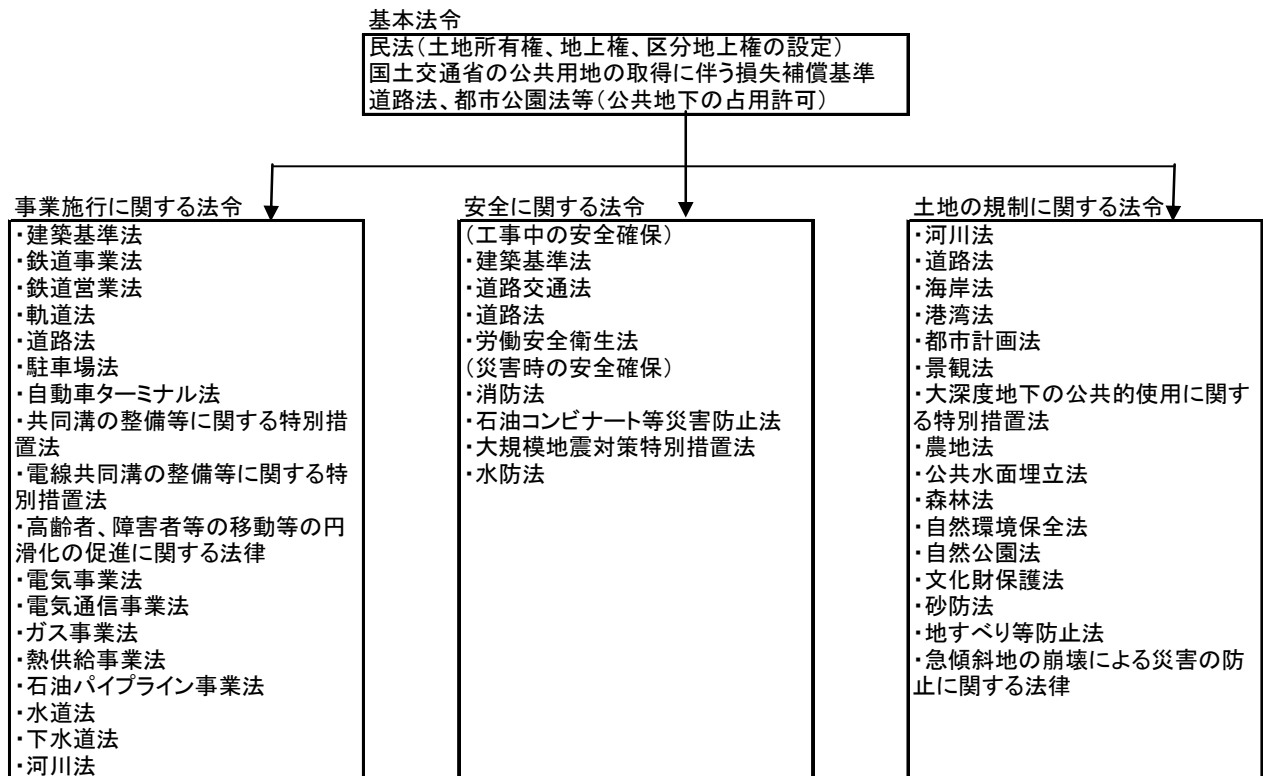 基本法令
民法(土地所有権、地上権、区分地上権の設定)
国土交通省の公共用地の取得に伴う損失補償基準
道路法、都市公園法等(公共地下の占用許可)
事業施行に関する法令
・建築基準法
・鉄道事業法
・鉄道営業法
・軌道法
・道路法
・駐車場法
・自動車ターミナル法
・共同溝の整備等に関する特別措
置法
・電線共同溝の整備等に関する特
別措置法
・高齢者、障害者等の移動等の円
滑化の促進に関する法律
・電気事業法
・電気通信事業法
・ガス事業法
・熱供給事業法
・石油パイプライン事業法
・水道法
・下水道法
・河川法
安全に関する法令
(工事中の安全確保)
・建築基準法
・道路交通法
・道路法
・労働安全衛生法
(災害時の安全確保)
・消防法
・石油コンビナート等災害防止法
・大規模地震対策特別措置法
・水防法
土地の規制に関する法令
・河川法
・道路法
・海岸法
・港湾法
・都市計画法
・景観法
・大深度地下の公共的使用に関す
る特別措置法
・農地法
・公共水面埋立法
・森林法
・自然環境保全法
・自然公園法
・文化財保護法
・砂防法
・地すべり等防止法
・急傾斜地の崩壊による災害の防
止に関する法律